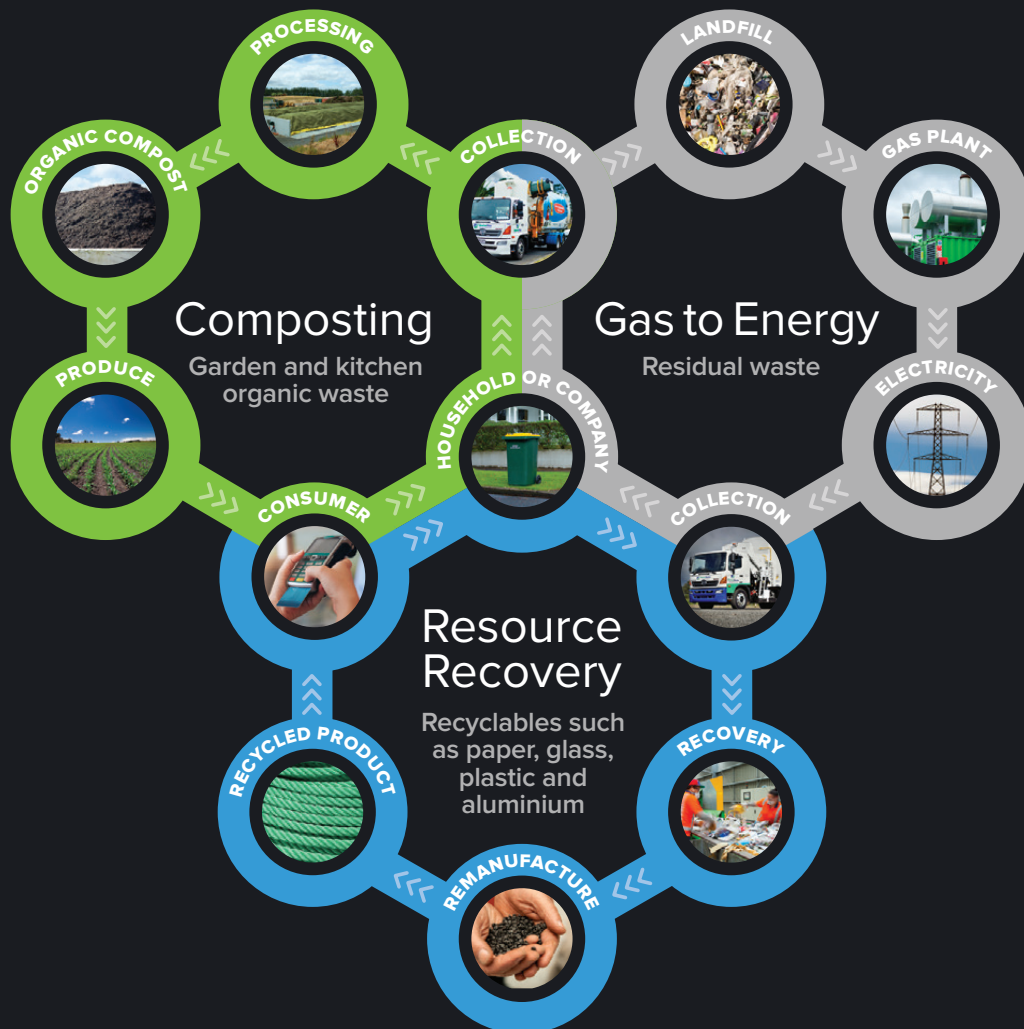 PROCESSING
LANDFILL
ORGANIC COMPOST
COLLECTION
GAS PLANT
Composting
Garden and kitchen
organic waste
Gas to Energy
Residual waste
PRODUCE
HOUSEHOLD OR COMPANY
ELECTRICITY
CONSUMER
COLLECTION
Resource
Recovery
Recyclables such
as paper, glass,
plastic and
aluminium
RECYCLED PRODUCT
RECOVERY
REMANUFACTURE